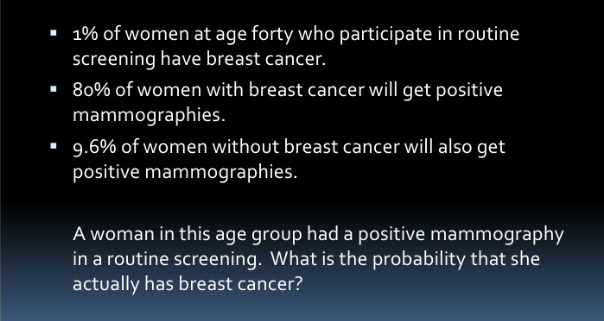 ▪ 1% of women at age forty who participate in routine
screening have breast cancer.
▪ 80% of women with breast cancer will get positive
mammographies.
▪ 9.6% of women without breast cancer will also get
positive mammographies.
A woman in this age group had a positive mammography
in a routine screening.  What is the probability that she
actually has breast cancer?